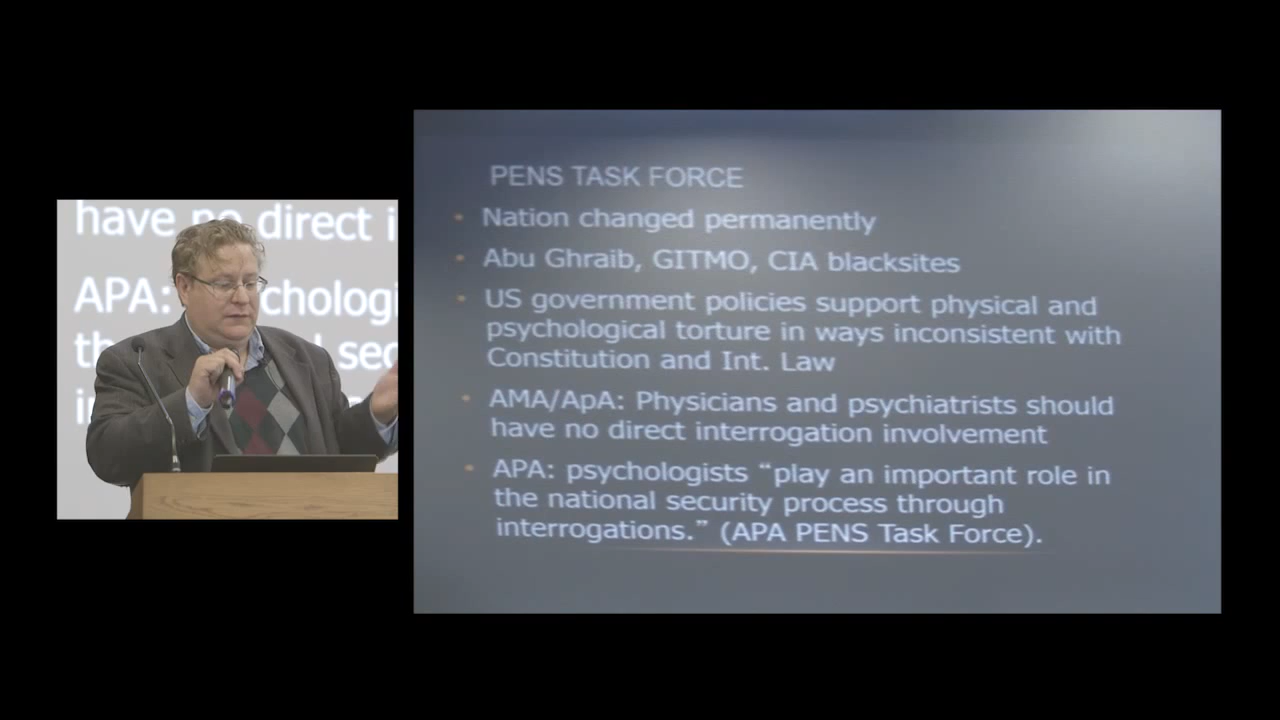 have no direct i
APA: chologi
sec
PENS TASK FORCE
• Nation changed permanently
• Abu Ghraib, GITMO, CIA blacksites
• US government policies support physical and
psychological torture in ways inconsistent with
Constitution and Int. Law
• AMA/ApA: Physicians and psychiatrists should
have no direct interrogation involvement
• APA: psychologists “play an important role in
the national security process through
interrogations.” (APA PENS Task Force).